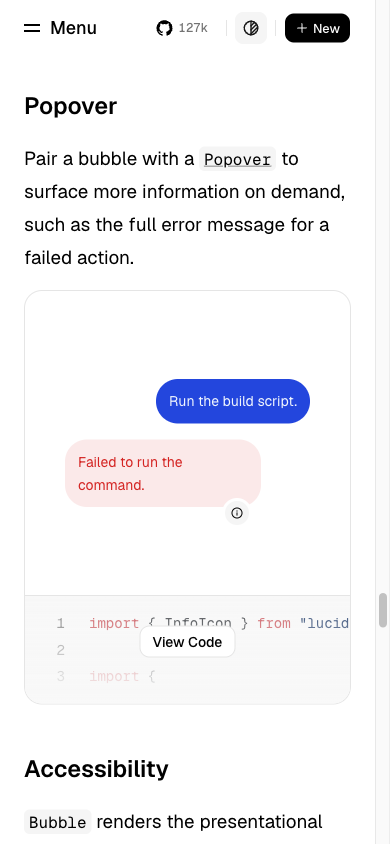 Menu 127k + New
Popover
Pair a bubble with a Popover to
surface more information on demand,
such as the full error message for a
failed action.
Run the build script.
Failed to run the
command.
1 import { InfoIcon } from "lucid
2
View Code
3 import {
Accessibility
Bubble renders the presentational